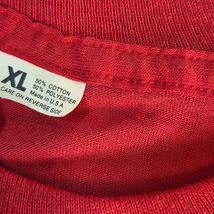 XL
50% COTTON
50% POLYESTER
Made in U.S.A
CARE ON REVERSE SIDE